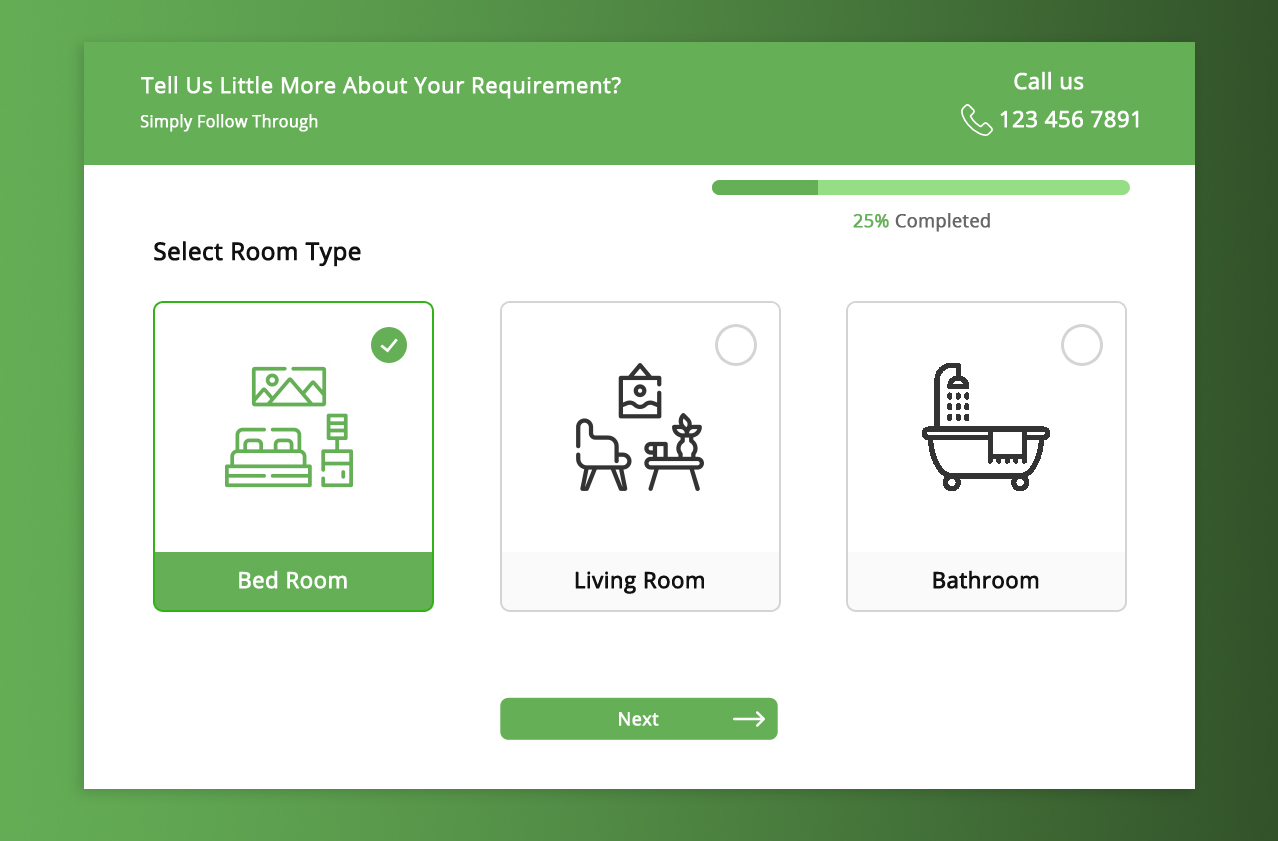 Tell Us Little More About Your Requirement?
Simply Follow Through
Call us
123 456 7891
25% Completed
Select Room Type
Bed Room
Living Room
Bathroom
Next